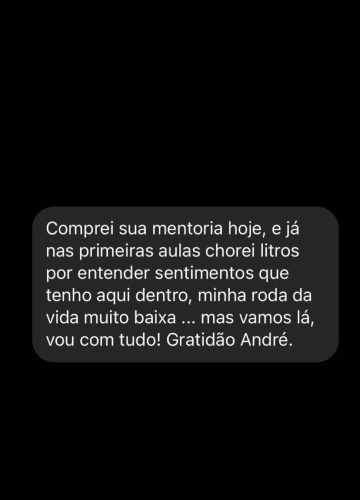 Comprei sua mentoria hoje, e já
nas primeiras aulas chorei litros
por entender sentimentos que
tenho aqui dentro, minha roda da
vida muito baixa ... mas vamos lá,
vou com tudo! Gratidão André.